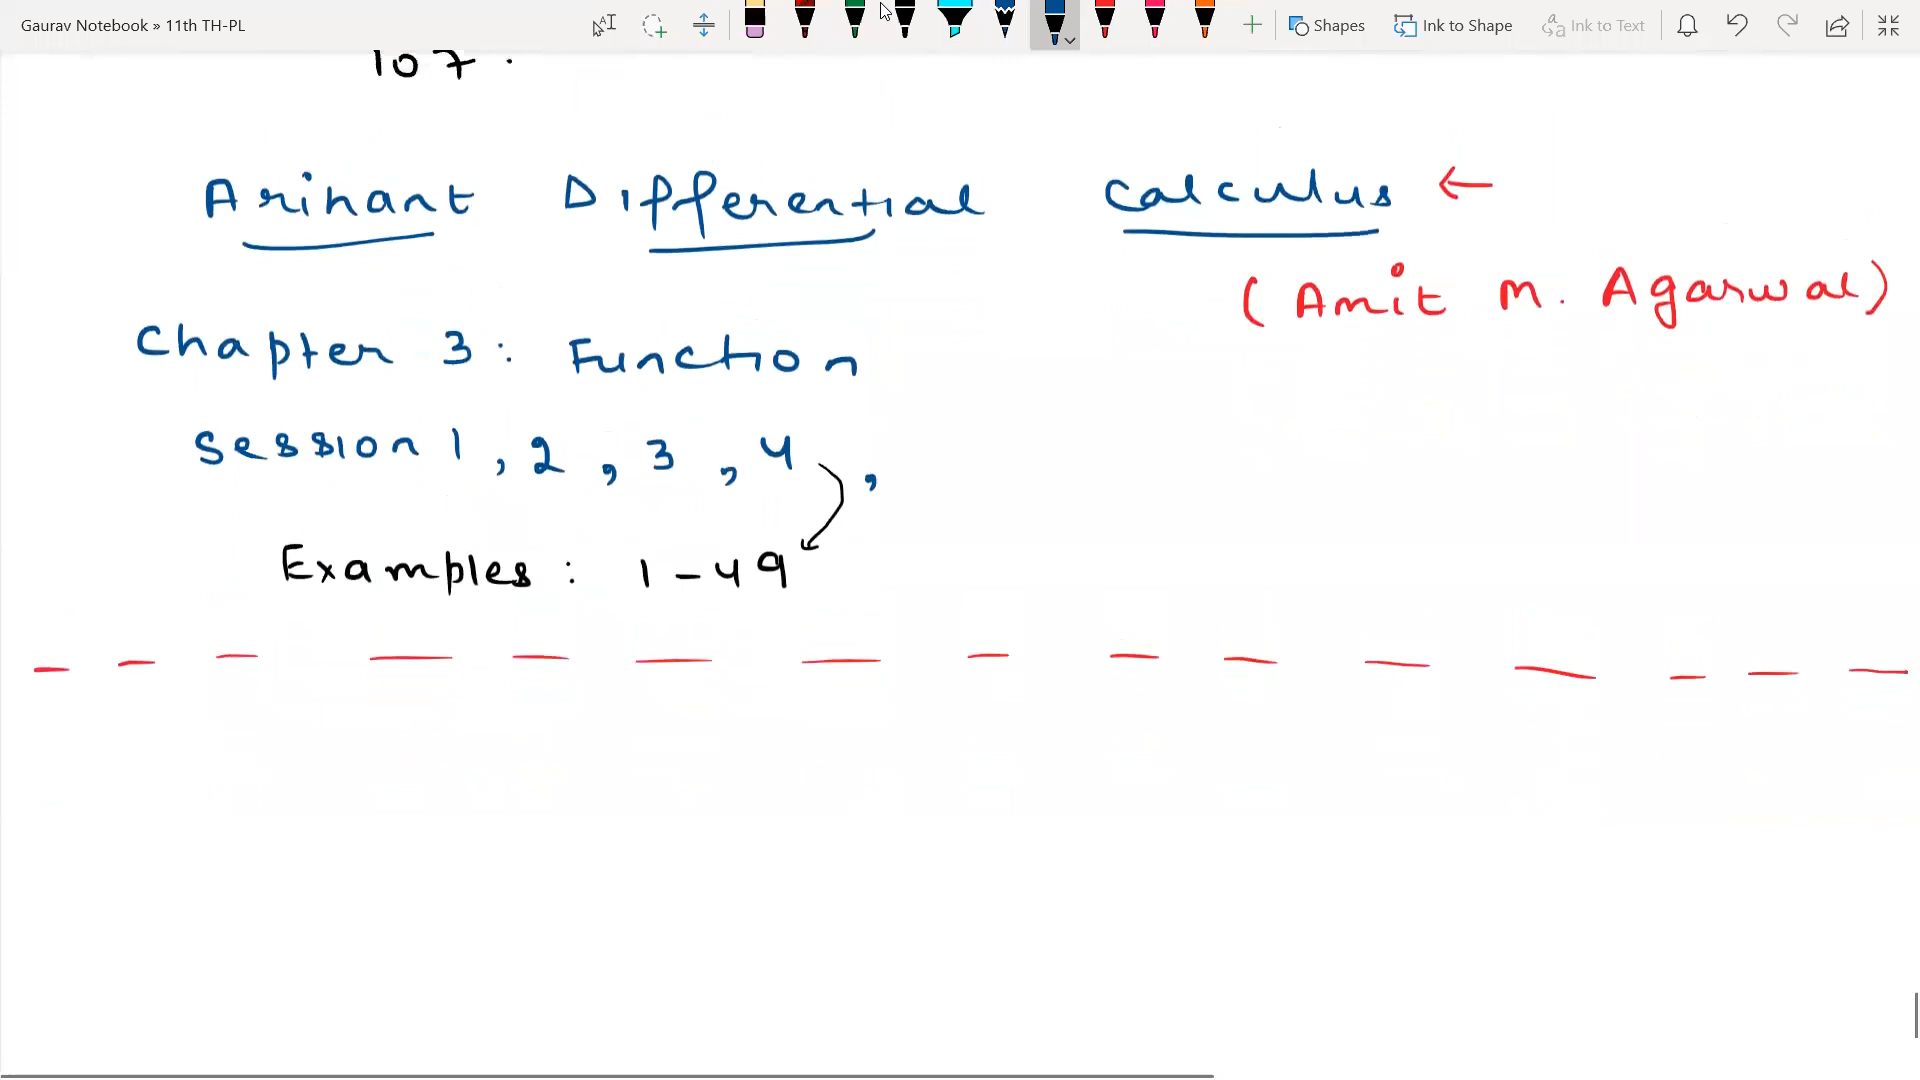 Gaurav Notebook » 11th TH-PL
Shapes
Ink to Shape
Ink to Text
107.
Arihant Differential Calculus ←
(Amit M. Agarwal)
Chapter 3: Function
Session 1, 2, 3, 4,
Examples: 1-49